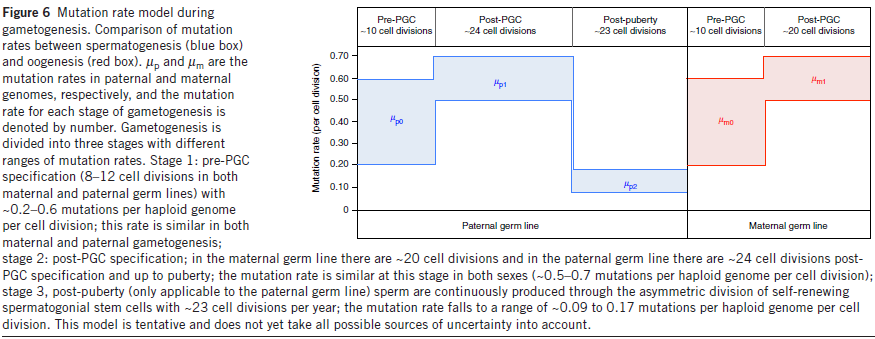 Figure 6 Mutation rate model during
gametogenesis. Comparison of mutation
rates between spermatogenesis (blue box)
and oogenesis (red box). μp and μm are the
mutation rates in paternal and maternal
genomes, respectively, and the mutation
rate for each stage of gametogenesis is
denoted by number. Gametogenesis is
divided into three stages with different
ranges of mutation rates. Stage 1: pre-PGC
specification (8–12 cell divisions in both
maternal and paternal germ lines) with
~0.2–0.6 mutations per haploid genome
per cell division; this rate is similar in both
maternal and paternal gametogenesis;
stage 2: post-PGC specification; in the maternal germ line there are ~20 cell divisions and in the paternal germ line there are ~24 cell divisions post-
PGC specification and up to puberty; the mutation rate is similar at this stage in both sexes (~0.5–0.7 mutations per haploid genome per cell division);
stage 3, post-puberty (only applicable to the paternal germ line) sperm are continuously produced through the asymmetric division of self-renewing
spermatogonial stem cells with ~23 cell divisions per year; the mutation rate falls to a range of ~0.09 to 0.17 mutations per haploid genome per cell
division. This model is tentative and does not yet take all possible sources of uncertainty into account.
Pre-PGC
~10 cell divisions
Post-PGC
~24 cell divisions
Post-puberty
~23 cell divisions
Pre-PGC
~10 cell divisions
Post-PGC
~20 cell divisions
Mutation rate (per cell division)
0.70
0.60
0.50
0.40
0.30
0.20
0.10
0
μp0
μp1
μp2
μm0
μm1
Paternal germ line
Maternal germ line